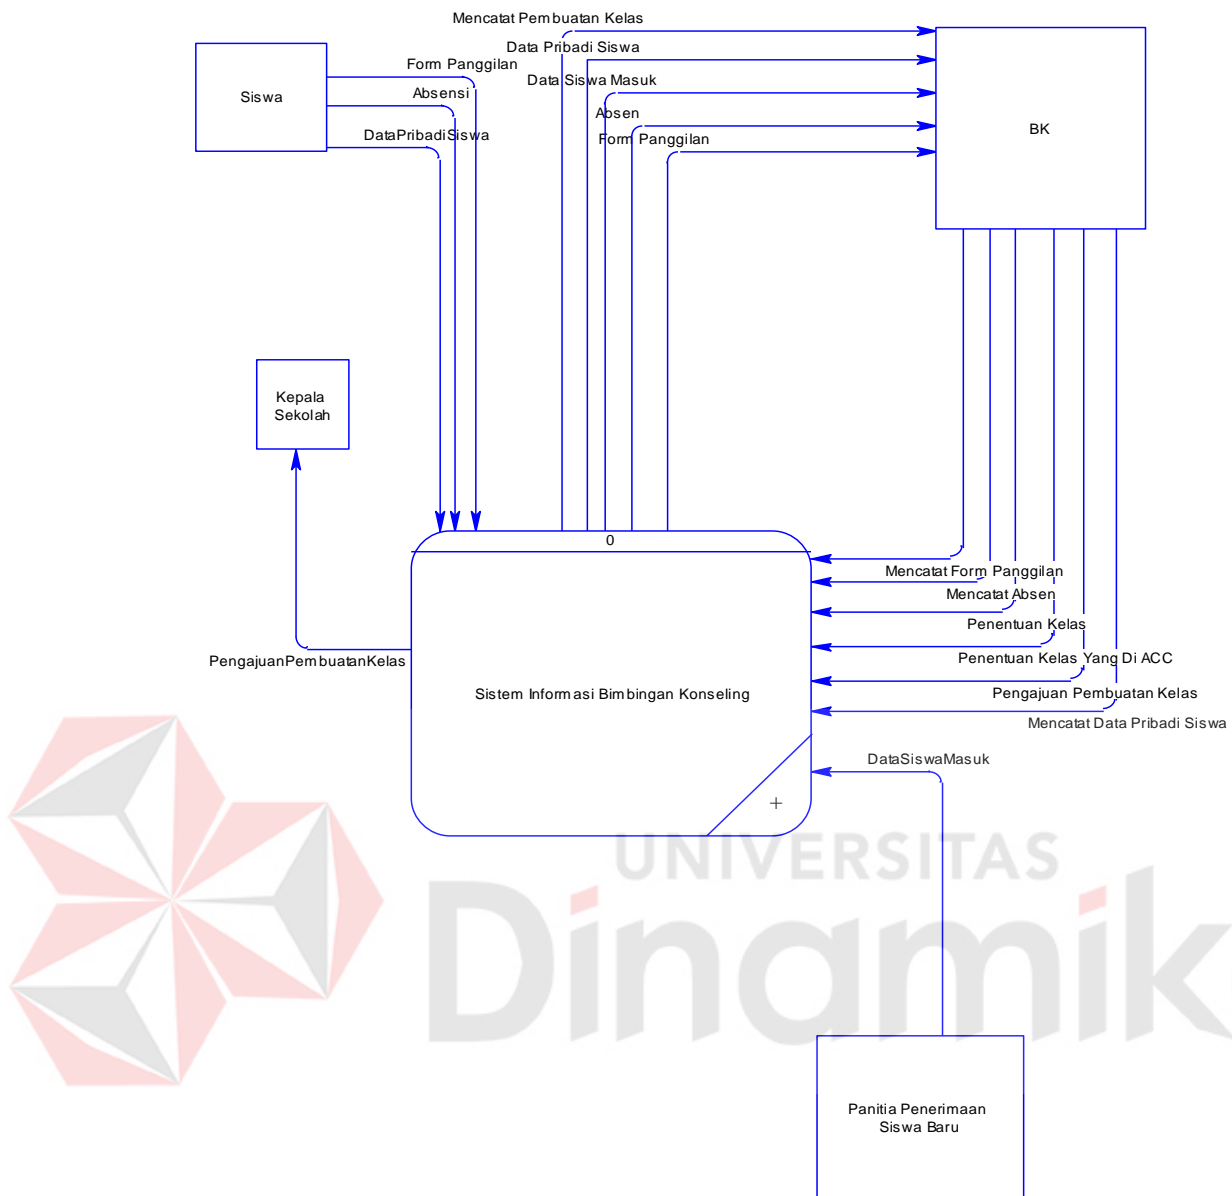 Mencatat Pembuatan Kelas
Data Pribadi Siswa
Form Panggilan
Data Siswa Masuk
Absensi
Absen
DataPribadiSiswa
Form Panggilan
Siswa
BK
Kepala
Sekolah
0
Mencatat Form Panggilan
Mencatat Absen
Penentuan Kelas
PengajuanPembuatanKelas
Penentuan Kelas Yang Di ACC
Sistem Informasi Bimbingan Konseling
Pengajuan Pembuatan Kelas
Mencatat Data Pribadi Siswa
DataSiswaMasuk
+
UNIVERSITAS
Dinamik
Panitia Penerimaan
Siswa Baru